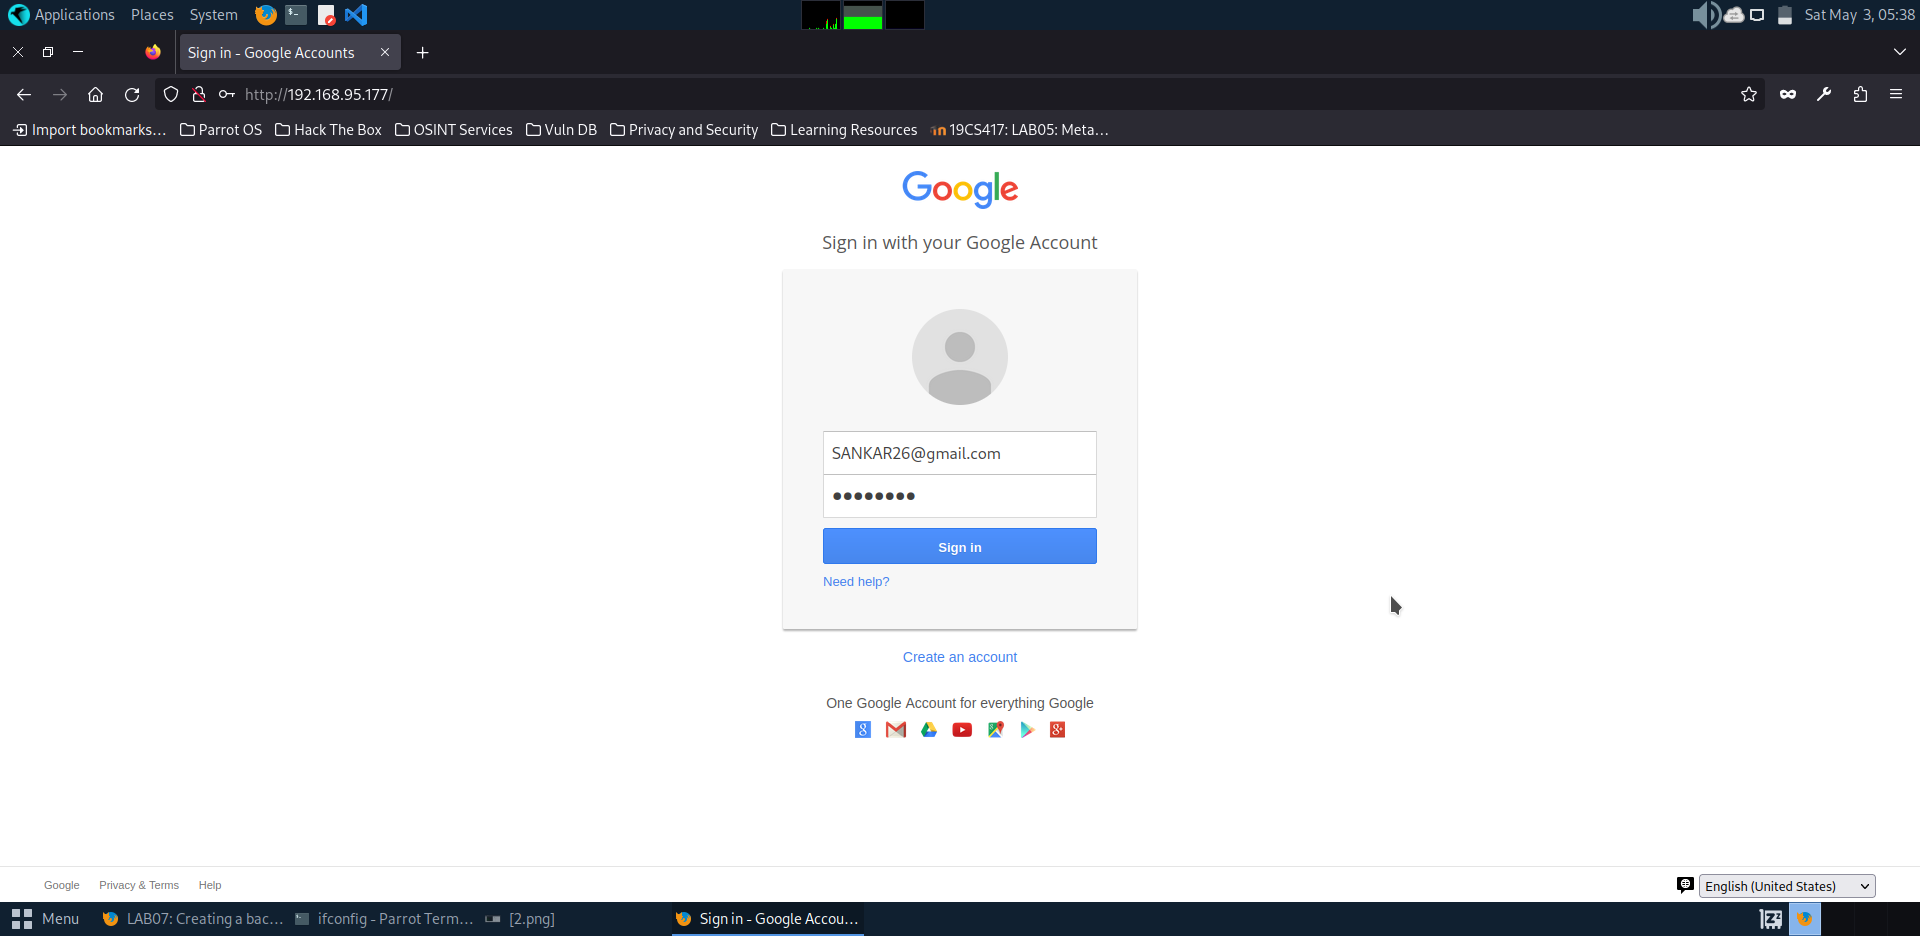 Applications Places System Sat May 3, 05:38
Sign in - Google Accounts
http://192.168.95.177/
Import bookmarks... Parrot OS Hack The Box OSINT Services Vuln DB Privacy and Security Learning Resources 19CS417: LAB05: Meta...
Google
Sign in with your Google Account
SANKAR26@gmail.com
Sign in
Need help?
Create an account
One Google Account for everything Google
Google Privacy & Terms Help English (United States)
Menu LAB07: Creating a bac... ifconfig - Parrot Term... [2.png] Sign in - Google Accou...